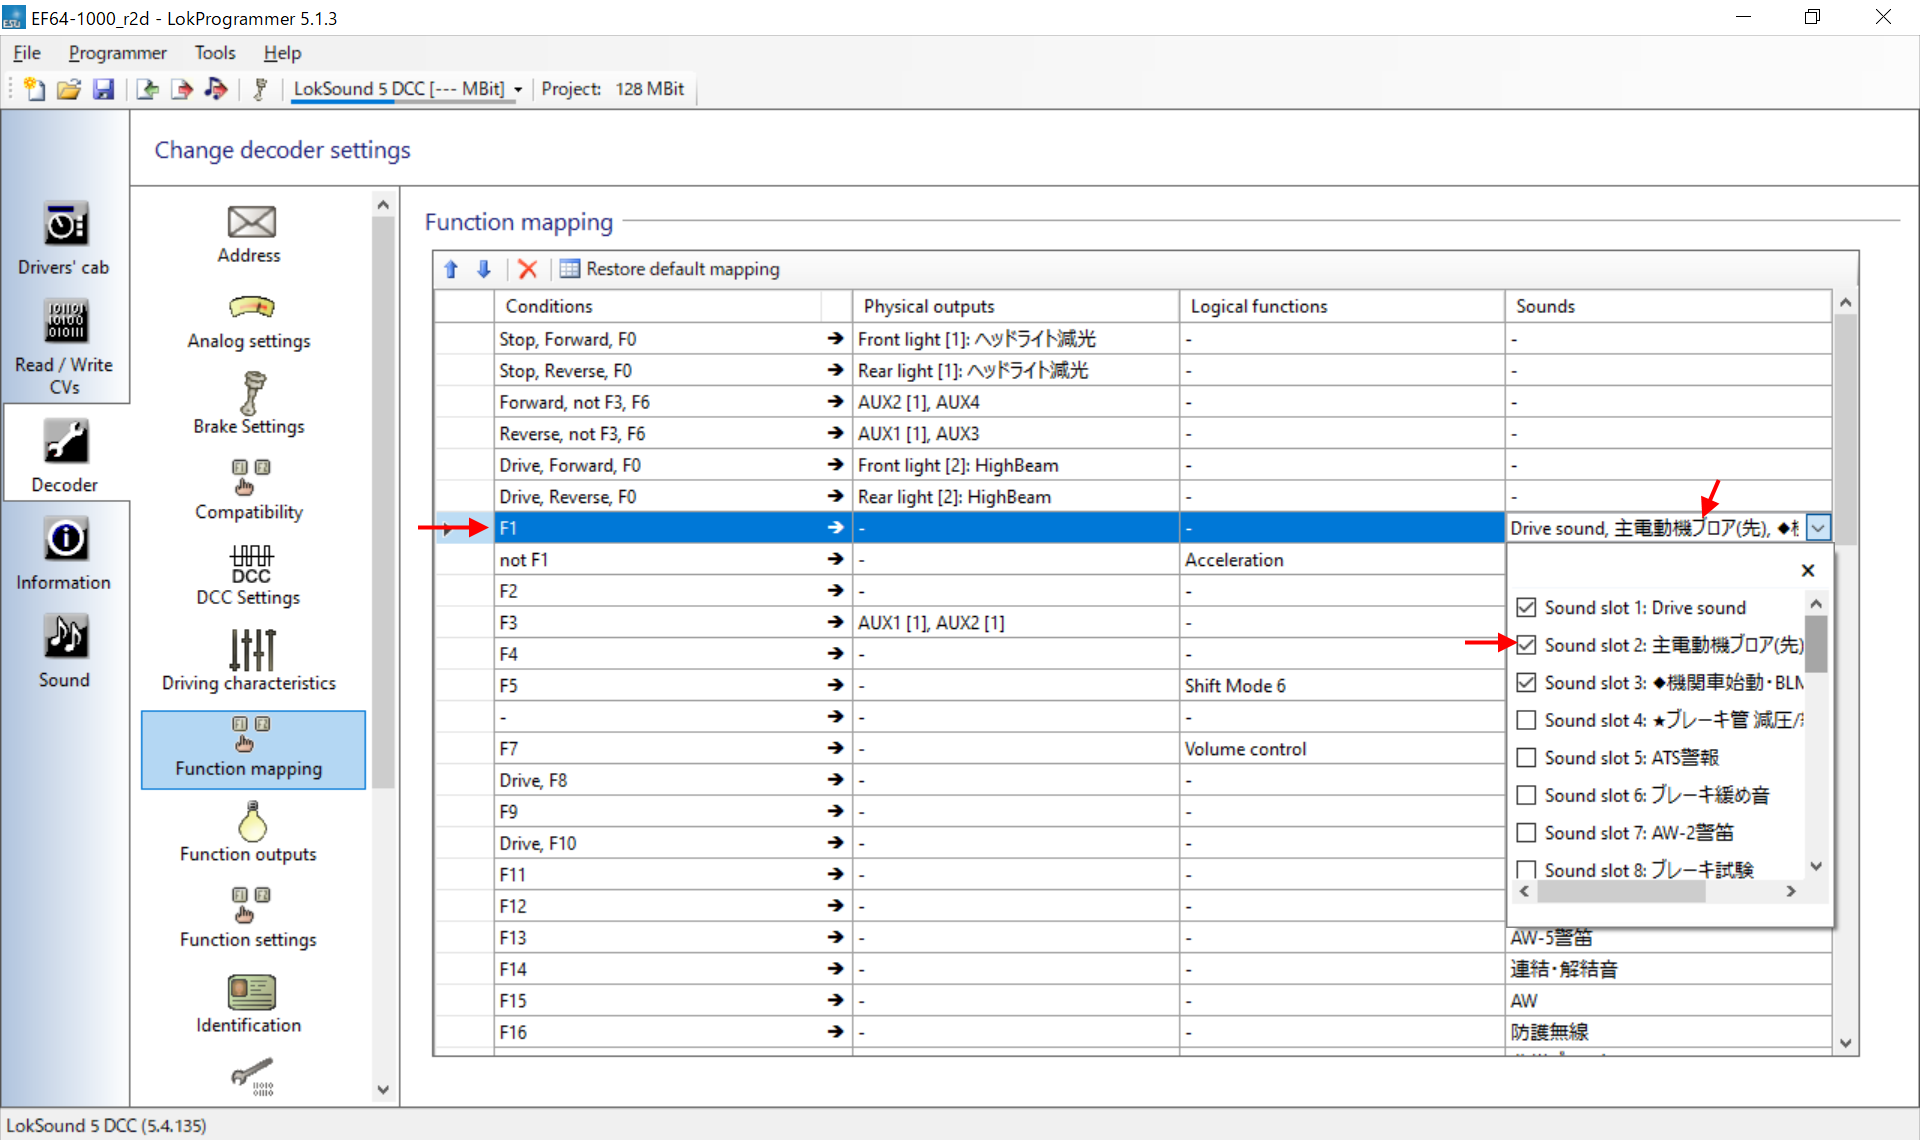 EF64-1000_r2d - LokProgrammer 5.1.3
File Programmer Tools Help
LokSound 5 DCC [--- MBit] Project: 128 MBit
Change decoder settings
Drivers' cab
Read / Write
CVs
Decoder
Information
Sound
Address
Analog settings
Brake Settings
Compatibility
DCC
DCC Settings
Driving characteristics
Function mapping
Function outputs
Function settings
Identification
Function mapping
Restore default mapping
Conditions Physical outputs Logical functions Sounds
Stop, Forward, F0 Front light [1]: ヘッドライト減光 - -
Stop, Reverse, F0 Rear light [1]: ヘッドライト減光 - -
Forward, not F3, F6 AUX2 [1], AUX4 - -
Reverse, not F3, F6 AUX1 [1], AUX3 - -
Drive, Forward, F0 Front light [2]: HighBeam - -
Drive, Reverse, F0 Rear light [2]: HighBeam - -
F1 - - Drive sound, 主電動機ブロア(先), ◆
not F1 - Acceleration
F2 - -
F3 AUX1 [1], AUX2 [1] -
F4 - -
F5 - Shift Mode 6
- - -
F7 - Volume control
Drive, F8 - -
F9 - -
Drive, F10 - -
F11 - -
F12 - -
F13 - - AW-5警笛
F14 - - 連結・解結音
F15 - - AW
F16 - - 防護無線
Sound slot 1: Drive sound
Sound slot 2: 主電動機ブロア(先)
Sound slot 3: ◆機関車始動・BLM
Sound slot 4: ★ブレーキ管 減圧/
Sound slot 5: ATS警報
Sound slot 6: ブレーキ緩め音
Sound slot 7: AW-2警笛
Sound slot 8: ブレーキ試験
LokSound 5 DCC (5.4.135)